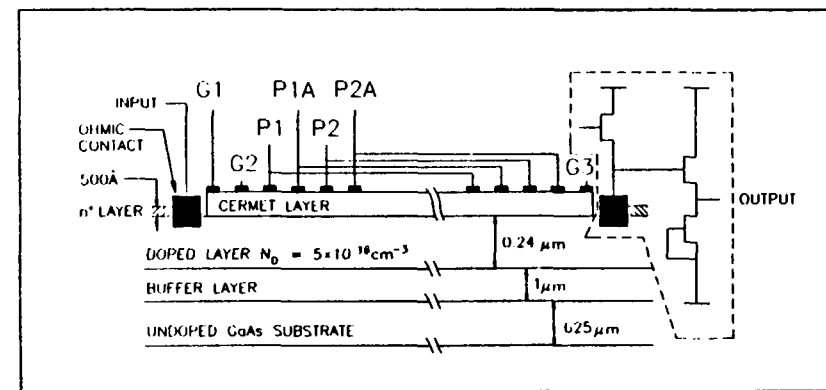 G1 P1A P2A
INPUT
OHMIC
CONTACT
P1 P2
G2 G3
500Å
n⁺ LAYER
CERMET LAYER
OUTPUT
DOPED LAYER N_D = 5×10¹⁶cm⁻³
0.24 μm
BUFFER LAYER
1μm
UNDOPED GaAs SUBSTRATE
625μm